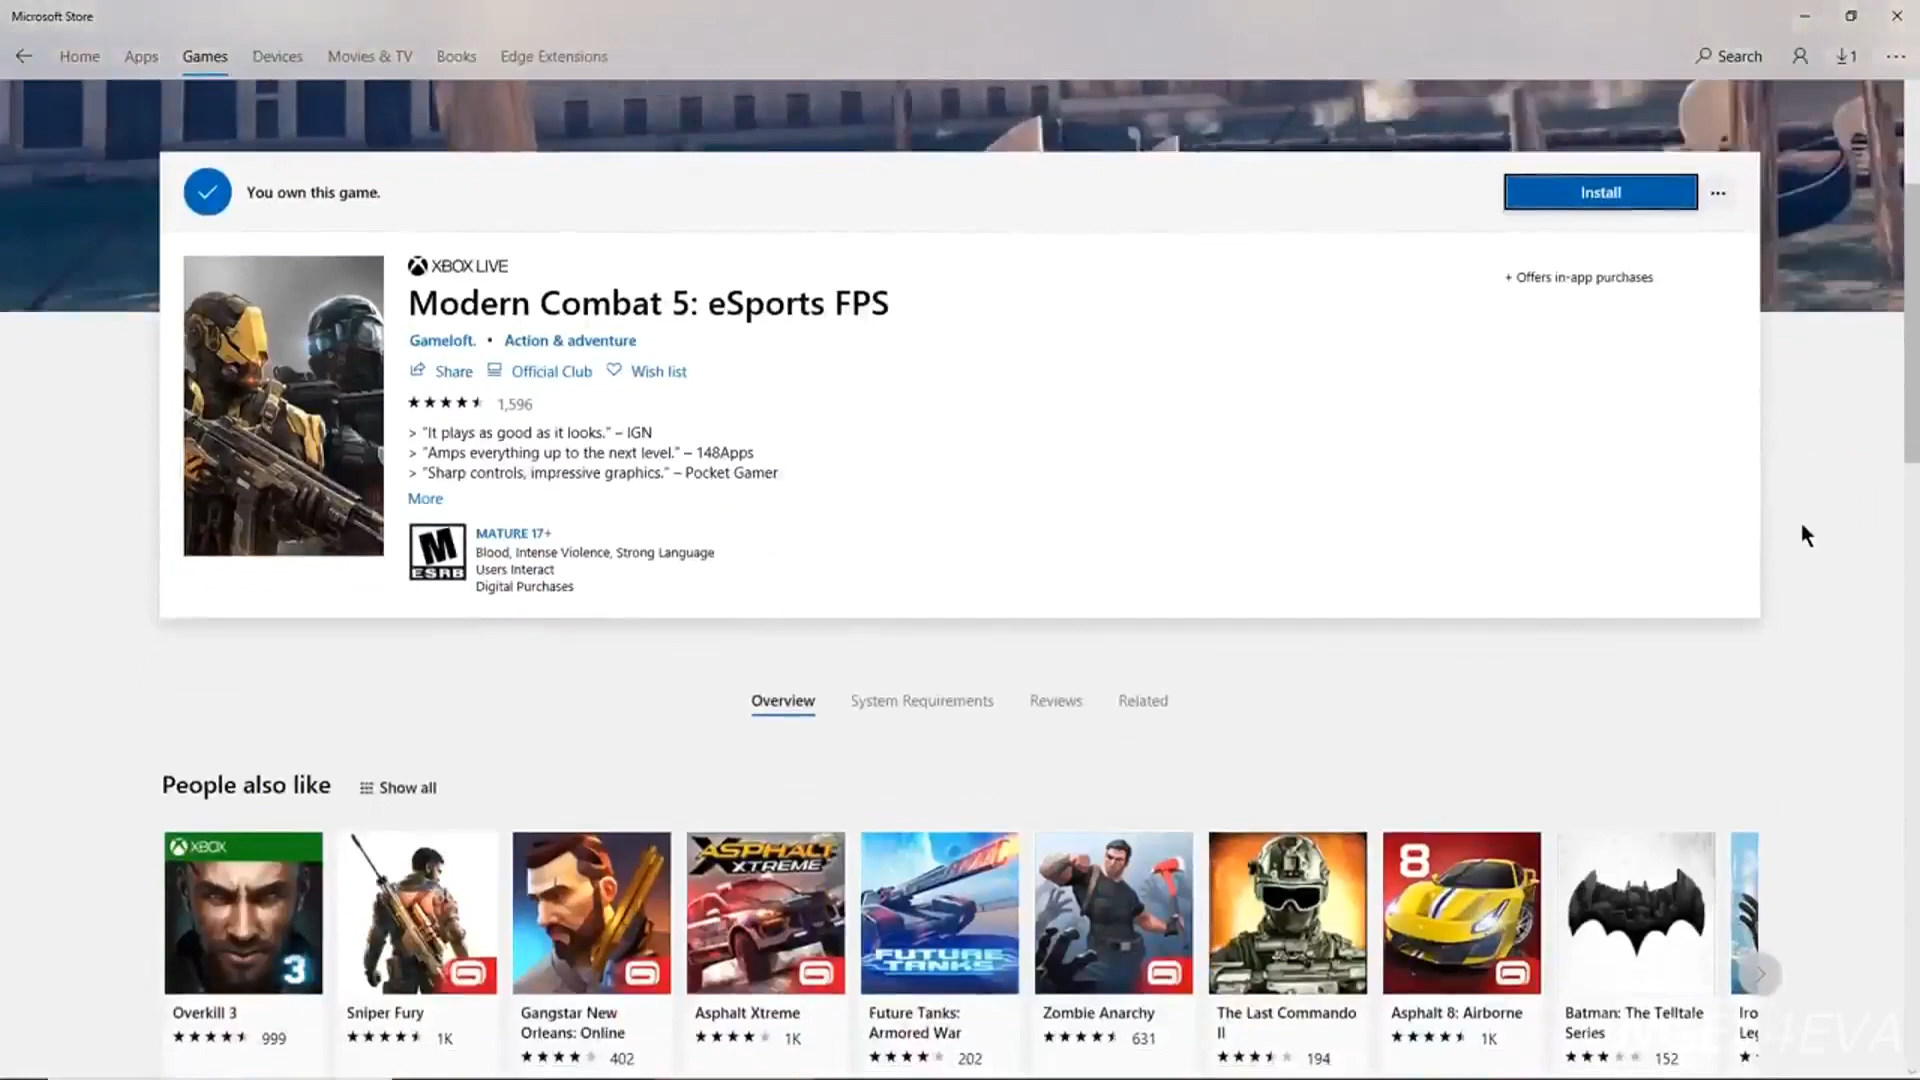 Microsoft Store
Home Apps Games Devices Movies & TV Books Edge Extensions Search 1
You own this game. Install
XBOX LIVE
+ Offers in-app purchases
Modern Combat 5: eSports FPS
Gameloft. • Action & adventure
Share Official Club Wish list
1,596
> "It plays as good as it looks." – IGN
> "Amps everything up to the next level." – 148Apps
> "Sharp controls, impressive graphics." – Pocket Gamer
More
M
ESRB
MATURE 17+
Blood, Intense Violence, Strong Language
Users Interact
Digital Purchases
Overview System Requirements Reviews Related
People also like Show all
XBOX
3
ASPHALT
XTREME
FUTURE
TANKS
8
Overkill 3
999
Sniper Fury
1K
Gangstar New
Orleans: Online
402
Asphalt Xtreme
1K
Future Tanks:
Armored War
202
Zombie Anarchy
631
The Last Commando
II
194
Asphalt 8: Airborne
1K
Batman: The Telltale
Series
152
Iro
Leg